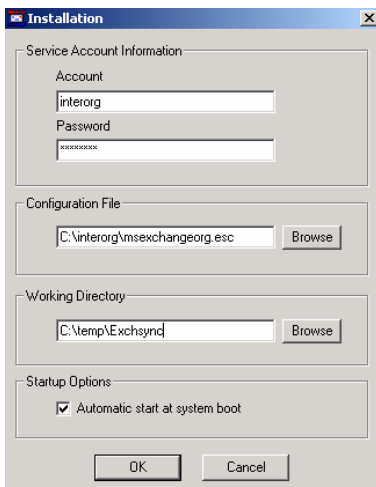 Installation
Service Account Information
Account
interorg
Password
xxxxxxxx
Configuration File
C:\interorg\msexchangeorg.esc Browse
Working Directory
C:\temp\Exchsync Browse
Startup Options
Automatic start at system boot
OK Cancel